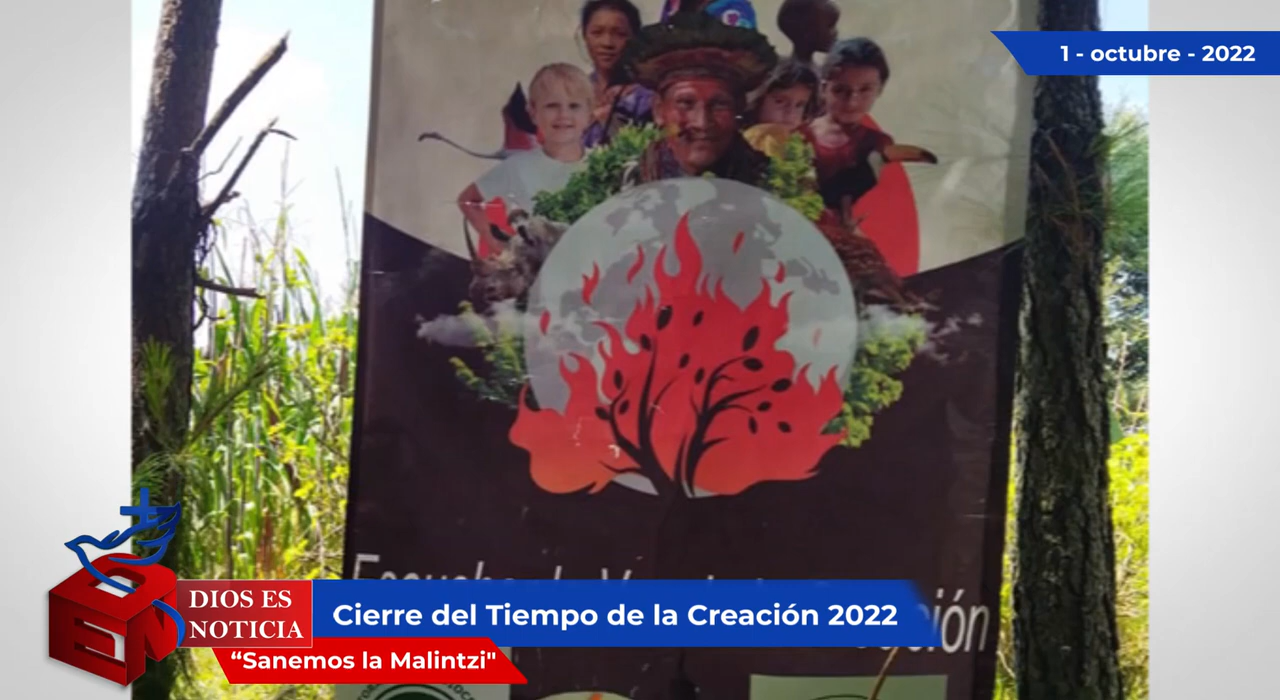 1 - octubre - 2022
DIOS ES
NOTICIA
Cierre del Tiempo de la Creación 2022
“Sanemos la Malintzi"